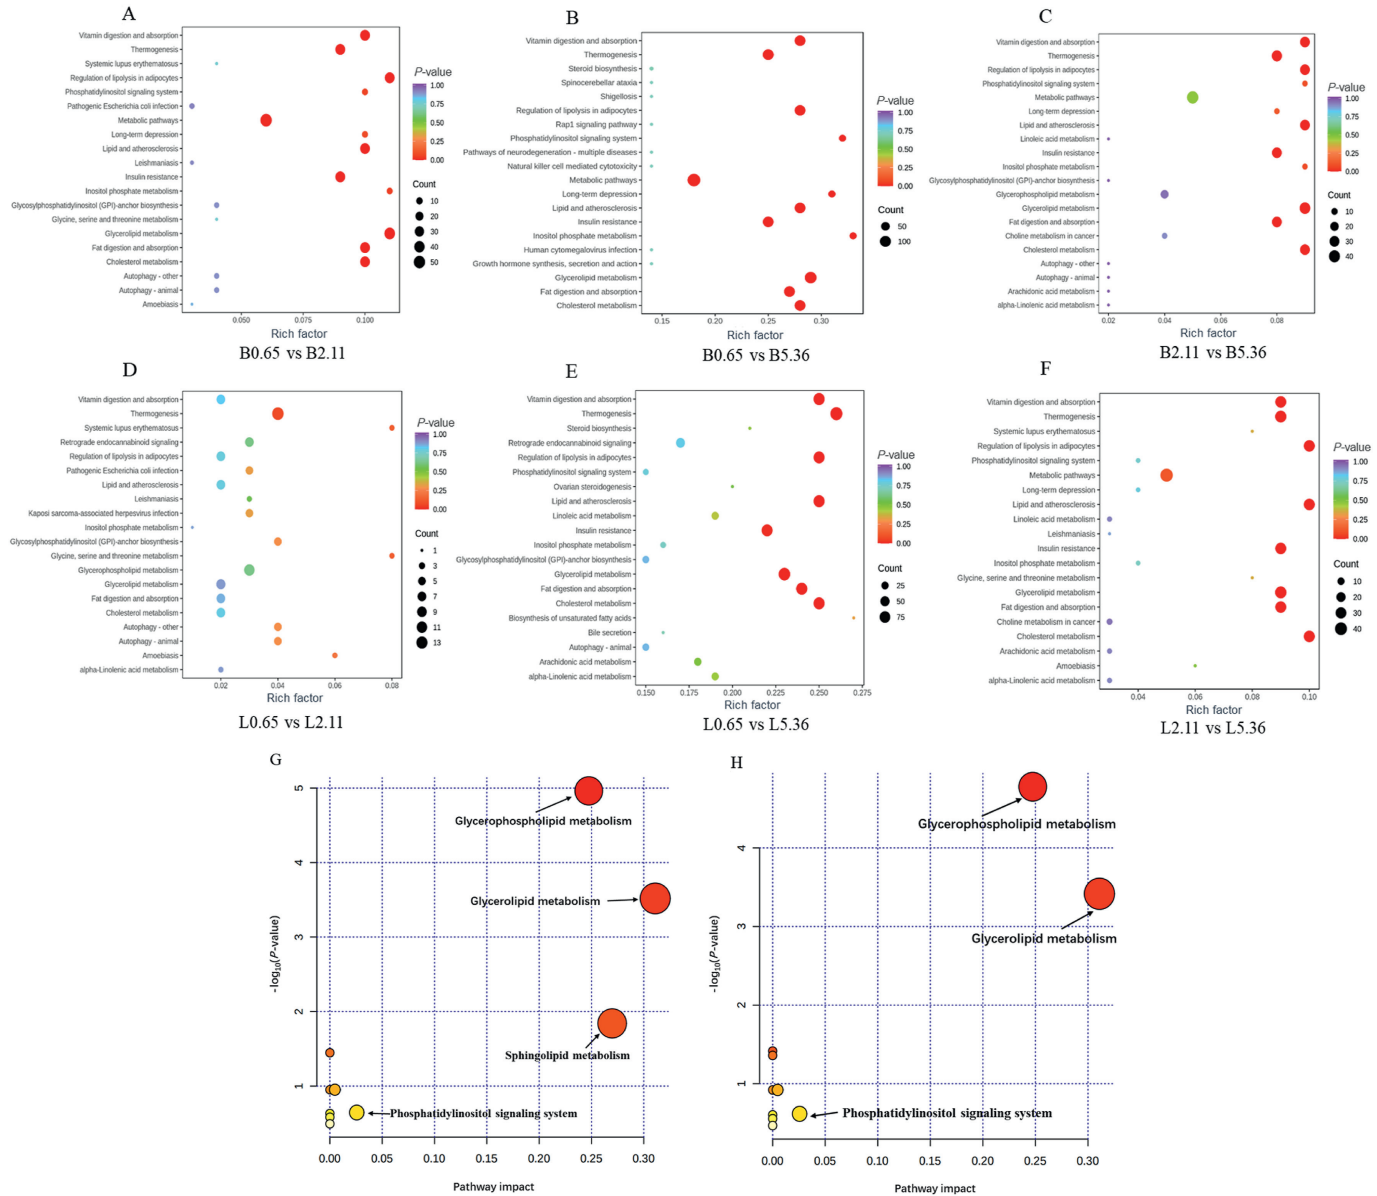 A
Vitamin digestion and absorption
Thermogenesis
Systemic lupus erythematosus
Regulation of lipolysis in adipocytes
Phosphatidylinositol signaling system
Pathogenic Escherichia coli infection
Metabolic pathways
Long-term depression
Lipid and atherosclerosis
Leishmaniasis
Insulin resistance
Inositol phosphate metabolism
Glycosylphosphatidylinositol (GPI)-anchor biosynthesis
Glycine, serine and threonine metabolism
Glycerolipid metabolism
Fat digestion and absorption
Cholesterol metabolism
Autophagy - other
Autophagy - animal
Amoebiasis
0.050 0.075 0.100
Rich factor
B0.65 vs B2.11
P-value
1.00
0.75
0.50
0.25
0.00
Count
10
20
30
40
50
B
Vitamin digestion and absorption
Thermogenesis
Steroid biosynthesis
Spinocerebellar ataxia
Shigellosis
Regulation of lipolysis in adipocytes
Rap1 signaling pathway
Phosphatidylinositol signaling system
Pathways of neurodegeneration - multiple diseases
Natural killer cell mediated cytotoxicity
Metabolic pathways
Long-term depression
Lipid and atherosclerosis
Insulin resistance
Inositol phosphate metabolism
Human cytomegalovirus infection
Growth hormone synthesis, secretion and action
Glycerolipid metabolism
Fat digestion and absorption
Cholesterol metabolism
0.15 0.20 0.25 0.30
Rich factor
B0.65 vs B5.36
P-value
1.00
0.75
0.50
0.25
0.00
Count
50
100
C
Vitamin digestion and absorption
Thermogenesis
Regulation of lipolysis in adipocytes
Phosphatidylinositol signaling system
Metabolic pathways
Long-term depression
Lipid and atherosclerosis
Linoleic acid metabolism
Insulin resistance
Inositol phosphate metabolism
Glycosylphosphatidylinositol (GPI)-anchor biosynthesis
Glycerophospholipid metabolism
Glycerolipid metabolism
Fat digestion and absorption
Choline metabolism in cancer
Cholesterol metabolism
Autophagy - other
Autophagy - animal
Arachidonic acid metabolism
alpha-Linolenic acid metabolism
0.02 0.04 0.06 0.08
Rich factor
B2.11 vs B5.36
P-value
1.00
0.75
0.50
0.25
0.00
Count
10
20
30
40
D
Vitamin digestion and absorption
Thermogenesis
Systemic lupus erythematosus
Retrograde endocannabinoid signaling
Regulation of lipolysis in adipocytes
Pathogenic Escherichia coli infection
Lipid and atherosclerosis
Leishmaniasis
Kaposi sarcoma-associated herpesvirus infection
Inositol phosphate metabolism
Glycosylphosphatidylinositol (GPI)-anchor biosynthesis
Glycine, serine and threonine metabolism
Glycerophospholipid metabolism
Glycerolipid metabolism
Fat digestion and absorption
Cholesterol metabolism
Autophagy - other
Autophagy - animal
Amoebiasis
alpha-Linolenic acid metabolism
0.02 0.04 0.06 0.08
Rich factor
L0.65 vs L2.11
P-value
1.00
0.75
0.50
0.25
0.00
Count
1
3
5
7
9
11
13
E
Vitamin digestion and absorption
Thermogenesis
Steroid biosynthesis
Retrograde endocannabinoid signaling
Regulation of lipolysis in adipocytes
Phosphatidylinositol signaling system
Ovarian steroidogenesis
Lipid and atherosclerosis
Linoleic acid metabolism
Insulin resistance
Inositol phosphate metabolism
Glycosylphosphatidylinositol (GPI)-anchor biosynthesis
Glycerolipid metabolism
Fat digestion and absorption
Cholesterol metabolism
Biosynthesis of unsaturated fatty acids
Bile secretion
Autophagy - animal
Arachidonic acid metabolism
alpha-Linolenic acid metabolism
0.150 0.175 0.200 0.225 0.250 0.275
Rich factor
L0.65 vs L5.36
P-value
1.00
0.75
0.50
0.25
0.00
Count
25
50
75
F
Vitamin digestion and absorption
Thermogenesis
Systemic lupus erythematosus
Regulation of lipolysis in adipocytes
Phosphatidylinositol signaling system
Metabolic pathways
Long-term depression
Lipid and atherosclerosis
Linoleic acid metabolism
Leishmaniasis
Insulin resistance
Inositol phosphate metabolism
Glycine, serine and threonine metabolism
Glycerolipid metabolism
Fat digestion and absorption
Choline metabolism in cancer
Cholesterol metabolism
Arachidonic acid metabolism
Amoebiasis
alpha-Linolenic acid metabolism
0.04 0.06 0.08 0.10
Rich factor
L2.11 vs L5.36
P-value
1.00
0.75
0.50
0.25
0.00
Count
10
20
30
40
G
5
4
3
2
1
-log10(P-value)
Glycerophospholipid metabolism
Glycerolipid metabolism
Sphingolipid metabolism
Phosphatidylinositol signaling system
0.00 0.05 0.10 0.15 0.20 0.25 0.30
Pathway impact
H
4
3
2
1
-log10(P-value)
Glycerophospholipid metabolism
Glycerolipid metabolism
Phosphatidylinositol signaling system
0.00 0.05 0.10 0.15 0.20 0.25 0.30
Pathway impact